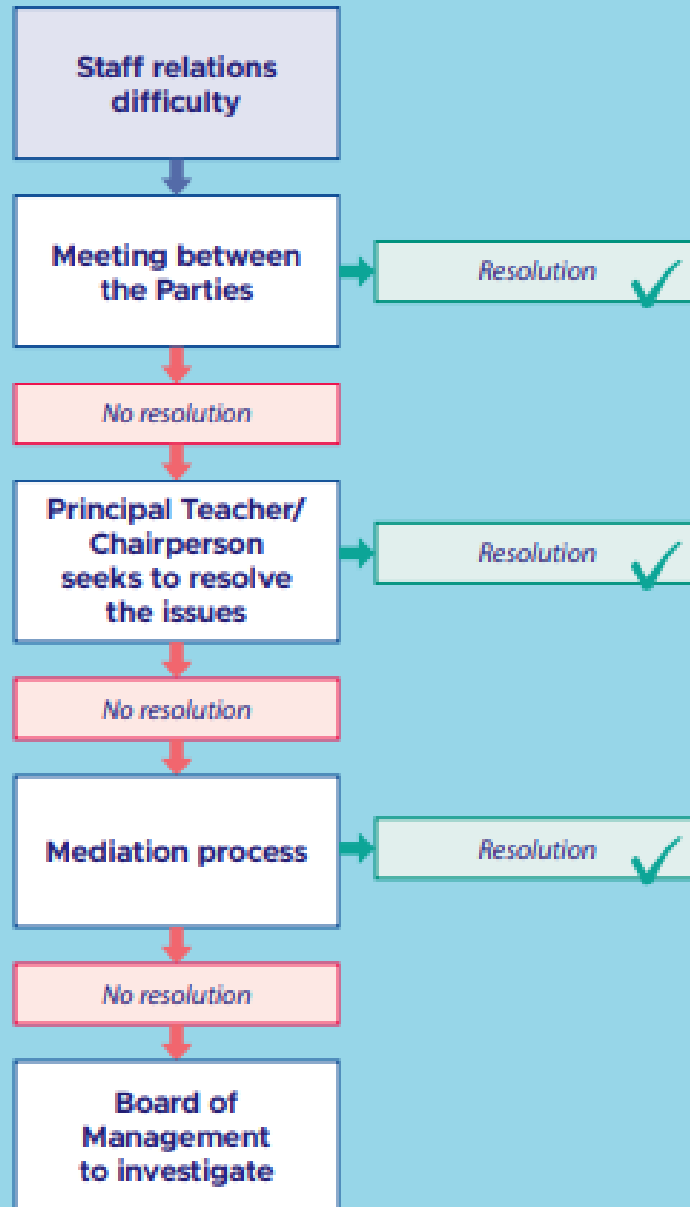 Staff relations
difficulty
Meeting between
the Parties
Resolution
No resolution
Principal Teacher/
Chairperson
seeks to resolve
the issues
Resolution
No resolution
Mediation process
Resolution
No resolution
Board of
Management
to investigate